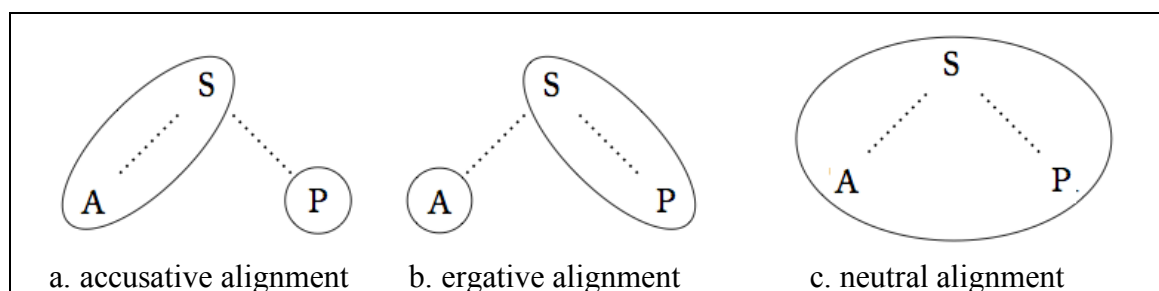 S S S
A P A P A P
a. accusative alignment b. ergative alignment c. neutral alignment